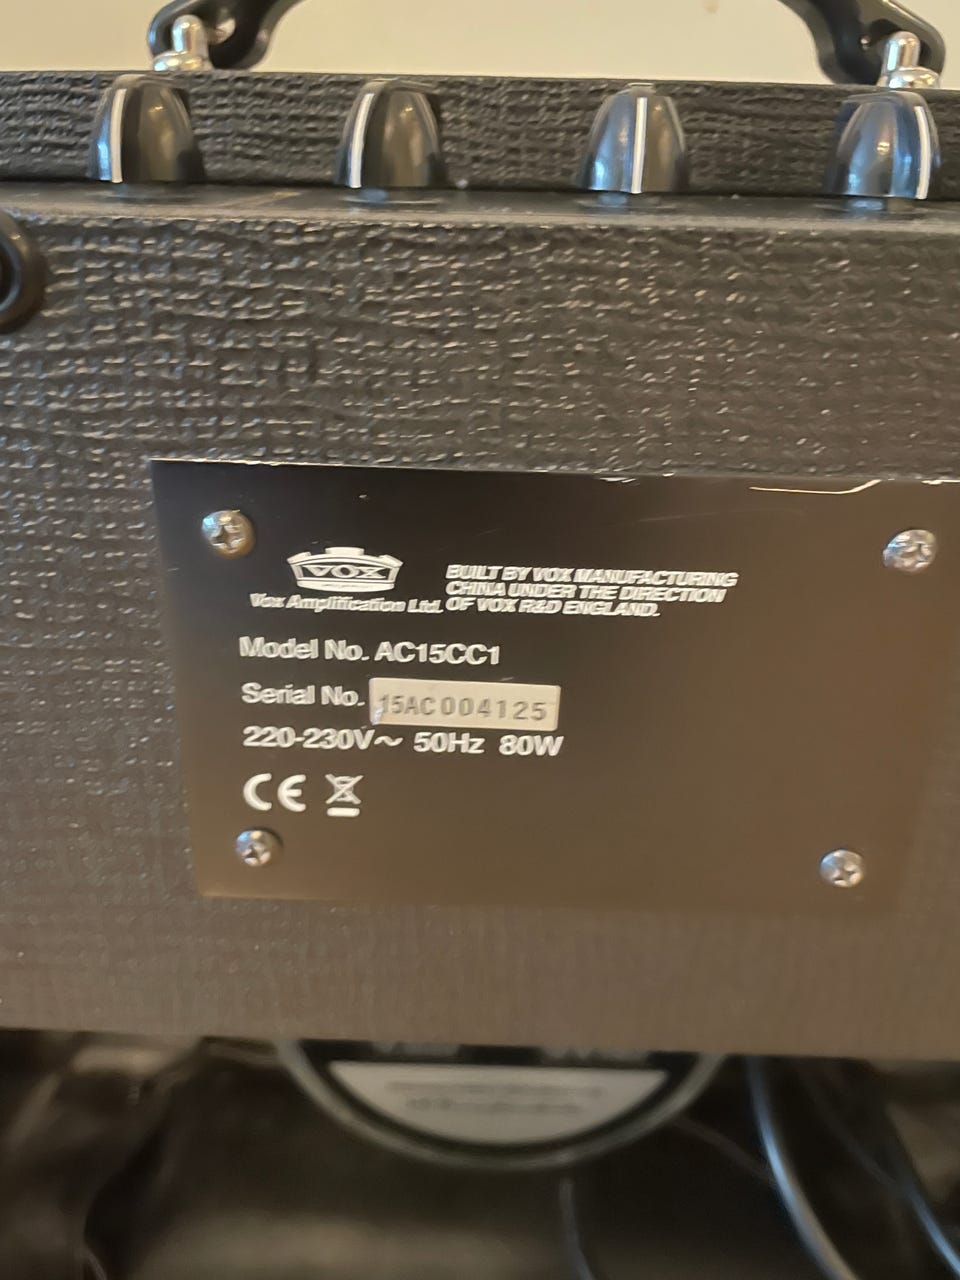 VOX
Vox Amplification Ltd.
BUILT BY VOX MANUFACTURING
CHINA UNDER THE DIRECTION
OF VOX R&D ENGLAND.
Model No. AC15CC1
Serial No. 15AC004125
220-230V~ 50Hz 80W
CE